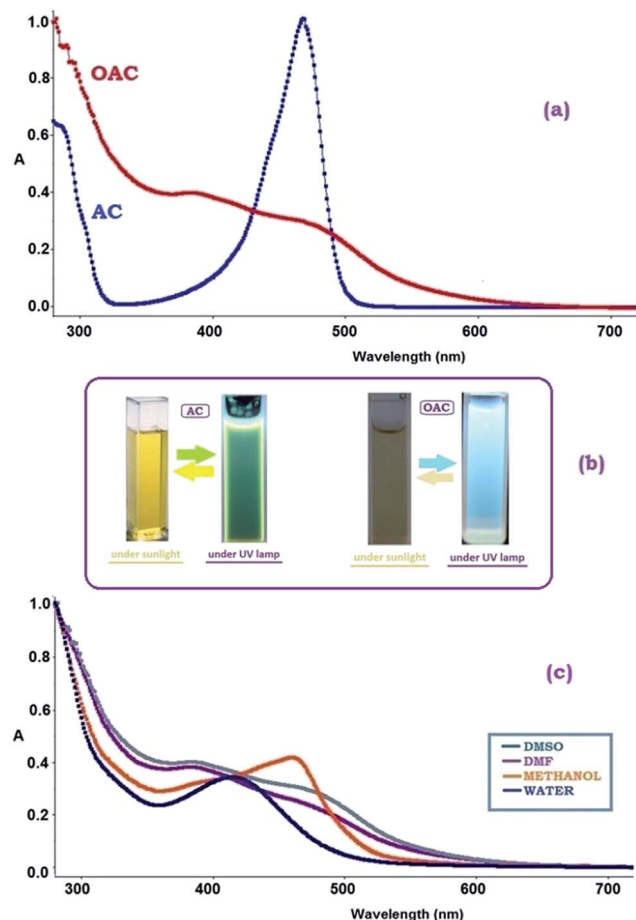 1.0
0.8
0.6
A
0.4
0.2
0.0
OAC
AC
(a)
300 400 500 600 700
Wavelength (nm)
AC
OAC
(b)
under sunlight
under UV lamp
under sunlight
under UV lamp
1.0
0.8
0.6
A
0.4
0.2
0.0
(c)
DMSO
DMF
METHANOL
WATER
300 400 500 600 700
Wavelength (nm)